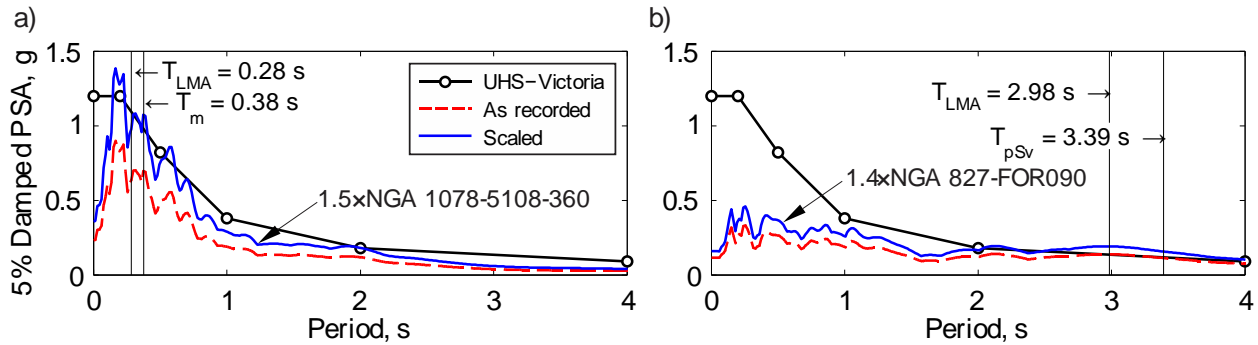 a)
5% Damped PSA, g
1.5
1
0.5
0
← T_LMA = 0.28 s
← T_m = 0.38 s
UHS−Victoria
As recorded
Scaled
1.5×NGA 1078-5108-360
0 1 2 3 4
Period, s
b)
1.5
1
0.5
0
T_LMA = 2.98 s →
T_pSv = 3.39 s →
1.4×NGA 827-FOR090
0 1 2 3 4
Period, s